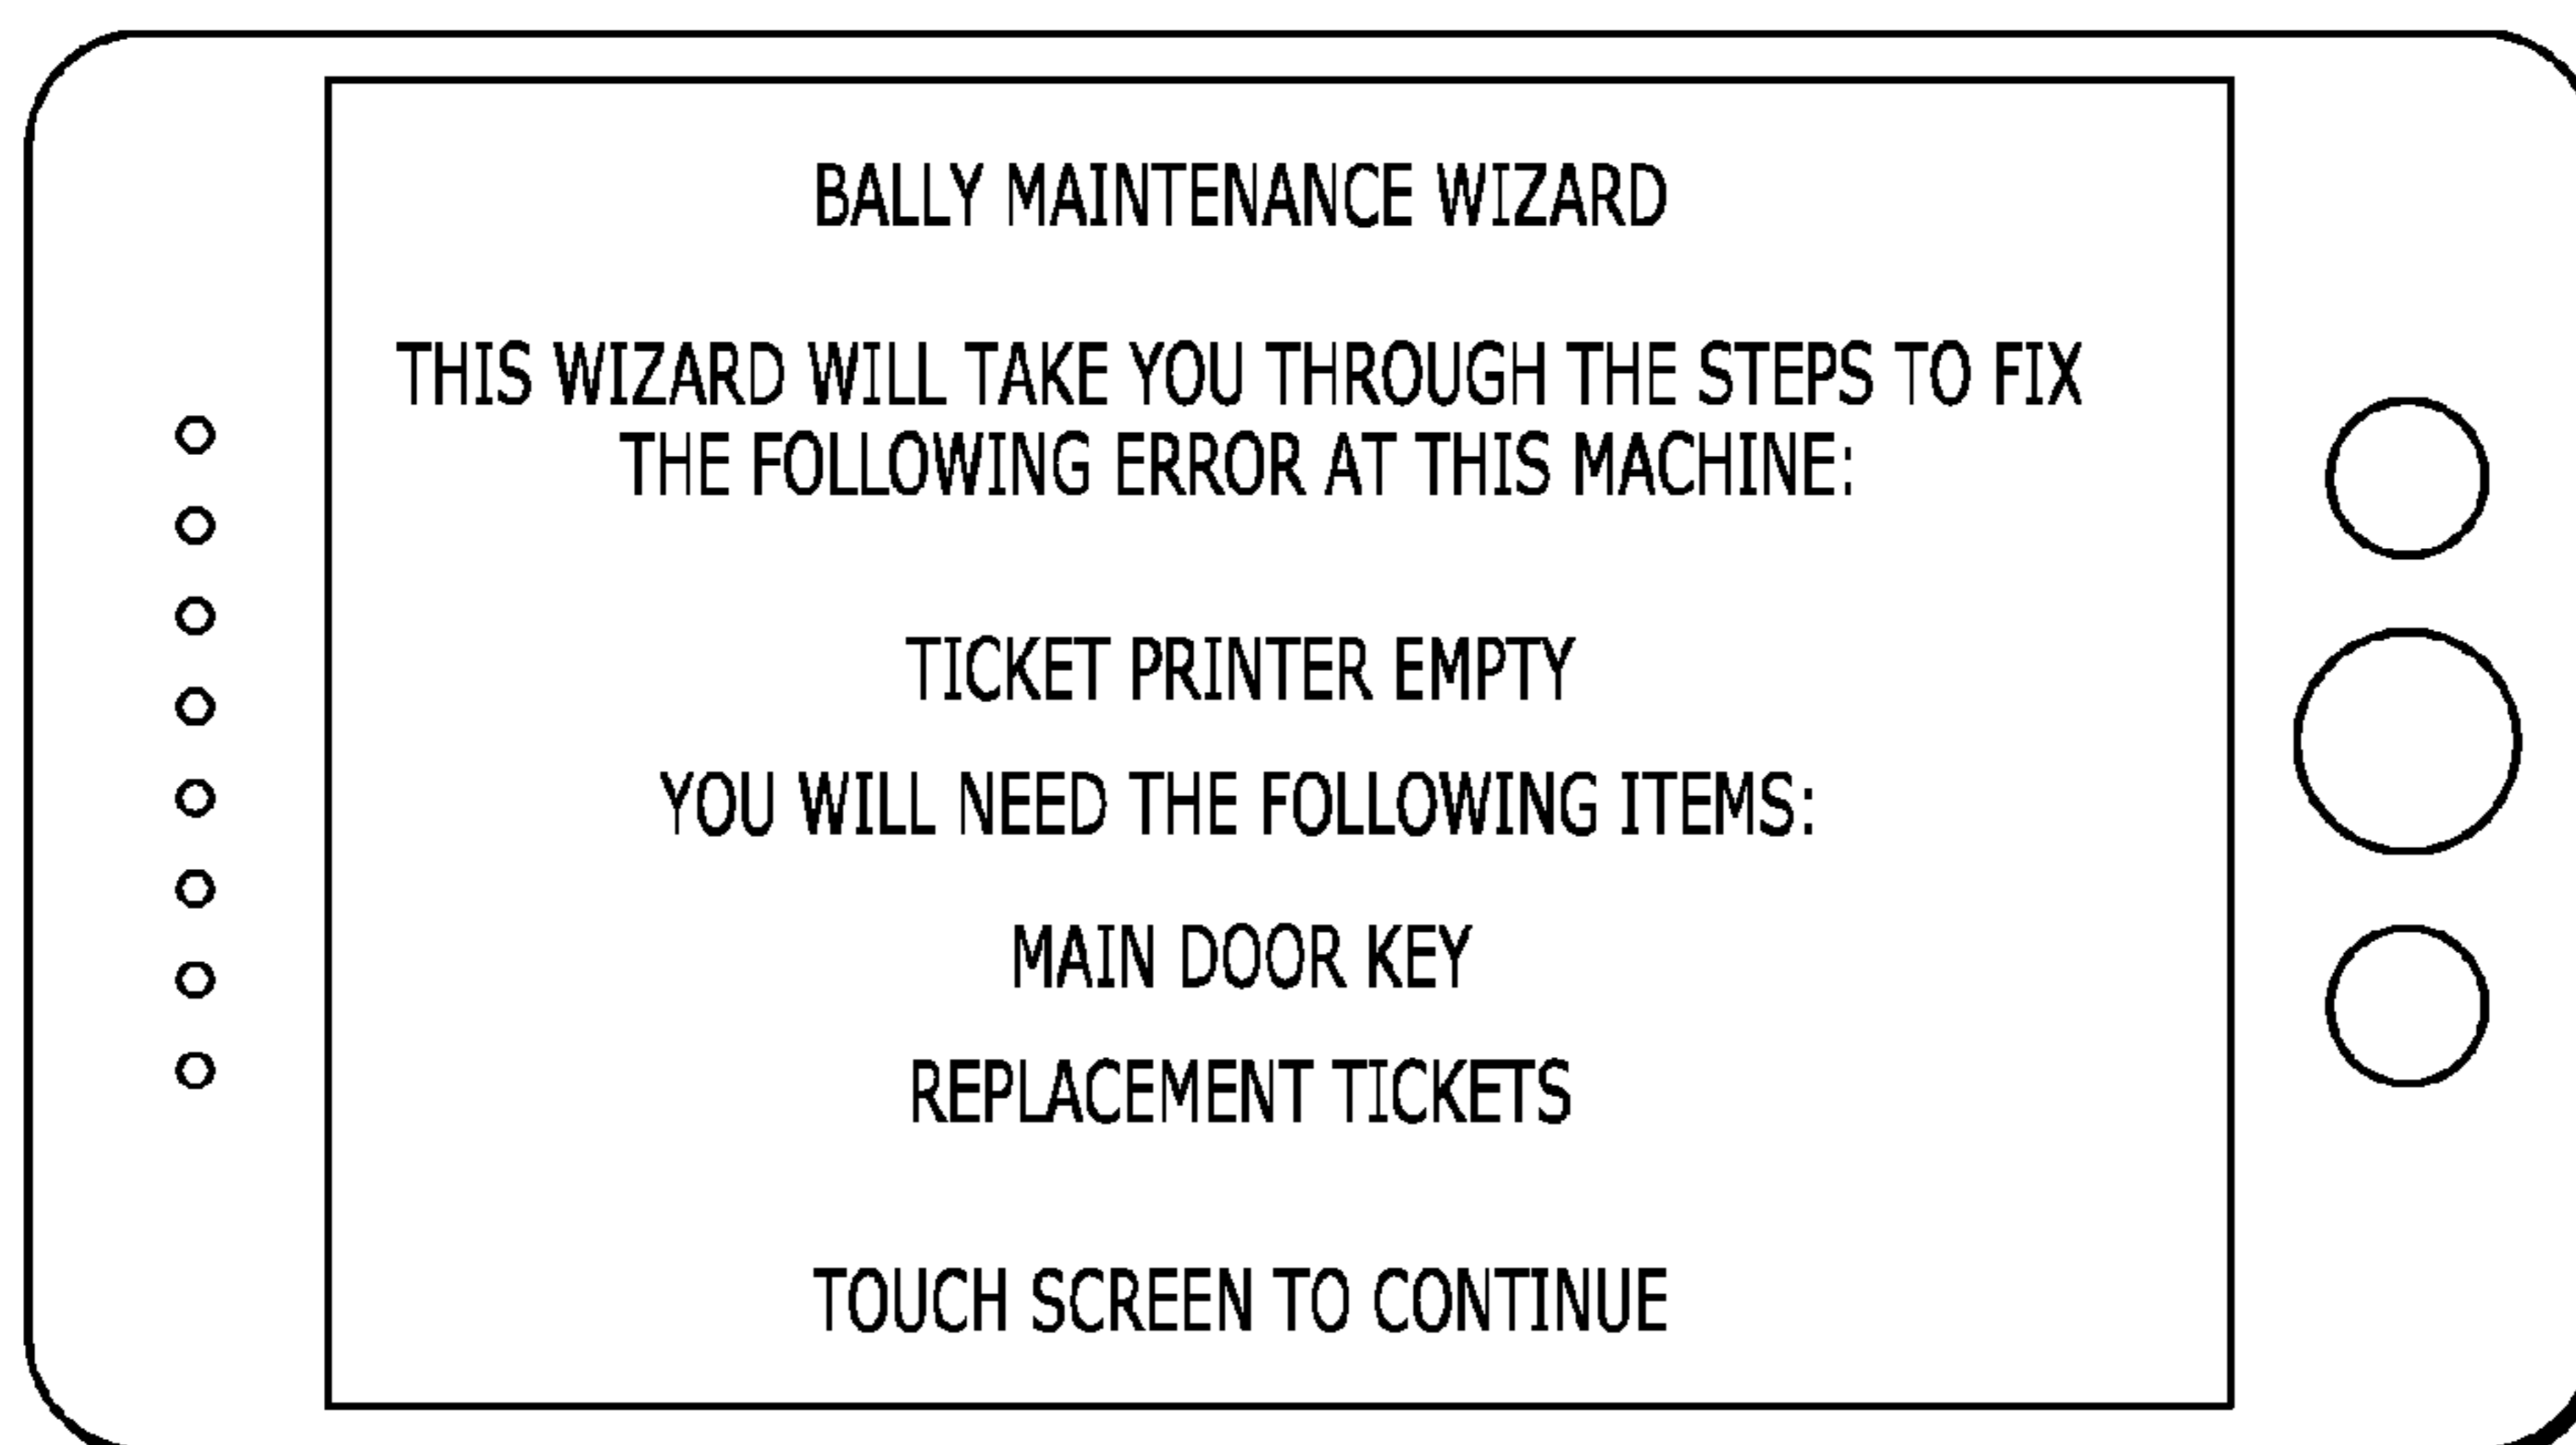 BALLY MAINTENANCE WIZARD
THIS WIZARD WILL TAKE YOU THROUGH THE STEPS TO FIX
THE FOLLOWING ERROR AT THIS MACHINE:
TICKET PRINTER EMPTY
YOU WILL NEED THE FOLLOWING ITEMS:
MAIN DOOR KEY
REPLACEMENT TICKETS
TOUCH SCREEN TO CONTINUE